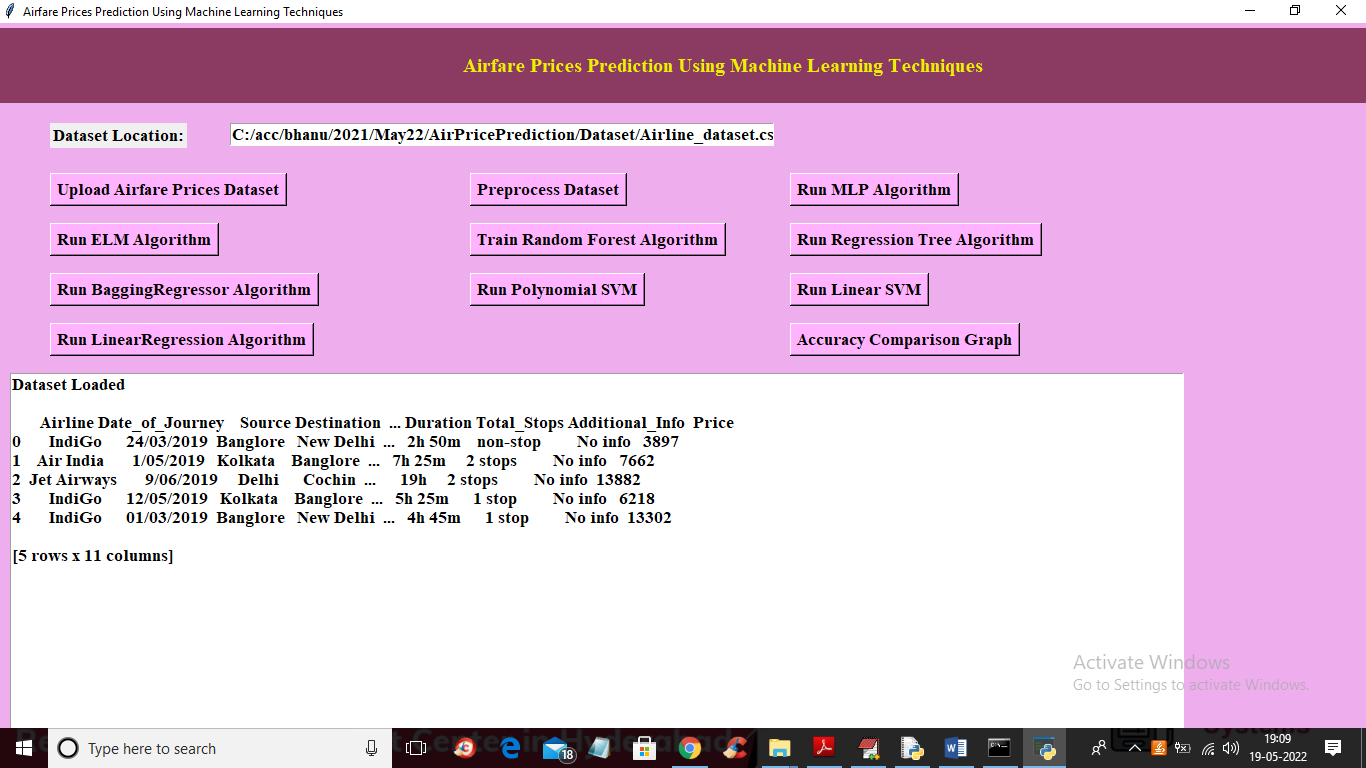 Airfare Prices Prediction Using Machine Learning Techniques
Airfare Prices Prediction Using Machine Learning Techniques
Dataset Location: C:/acc/bhanu/2021/May22/AirPricePrediction/Dataset/Airline_dataset.cs
Upload Airfare Prices Dataset Preprocess Dataset Run MLP Algorithm
Run ELM Algorithm Train Random Forest Algorithm Run Regression Tree Algorithm
Run BaggingRegressor Algorithm Run Polynomial SVM Run Linear SVM
Run LinearRegression Algorithm Accuracy Comparison Graph
Dataset Loaded
Airline Date_of_Journey Source Destination ... Duration Total_Stops Additional_Info Price
0 IndiGo 24/03/2019 Banglore New Delhi ... 2h 50m non-stop No info 3897
1 Air India 1/05/2019 Kolkata Banglore ... 7h 25m 2 stops No info 7662
2 Jet Airways 9/06/2019 Delhi Cochin ... 19h 2 stops No info 13882
3 IndiGo 12/05/2019 Kolkata Banglore ... 5h 25m 1 stop No info 6218
4 IndiGo 01/03/2019 Banglore New Delhi ... 4h 45m 1 stop No info 13302
[5 rows x 11 columns]
Activate Windows
Go to Settings to activate Windows.
Type here to search
18
19:09
19-05-2022